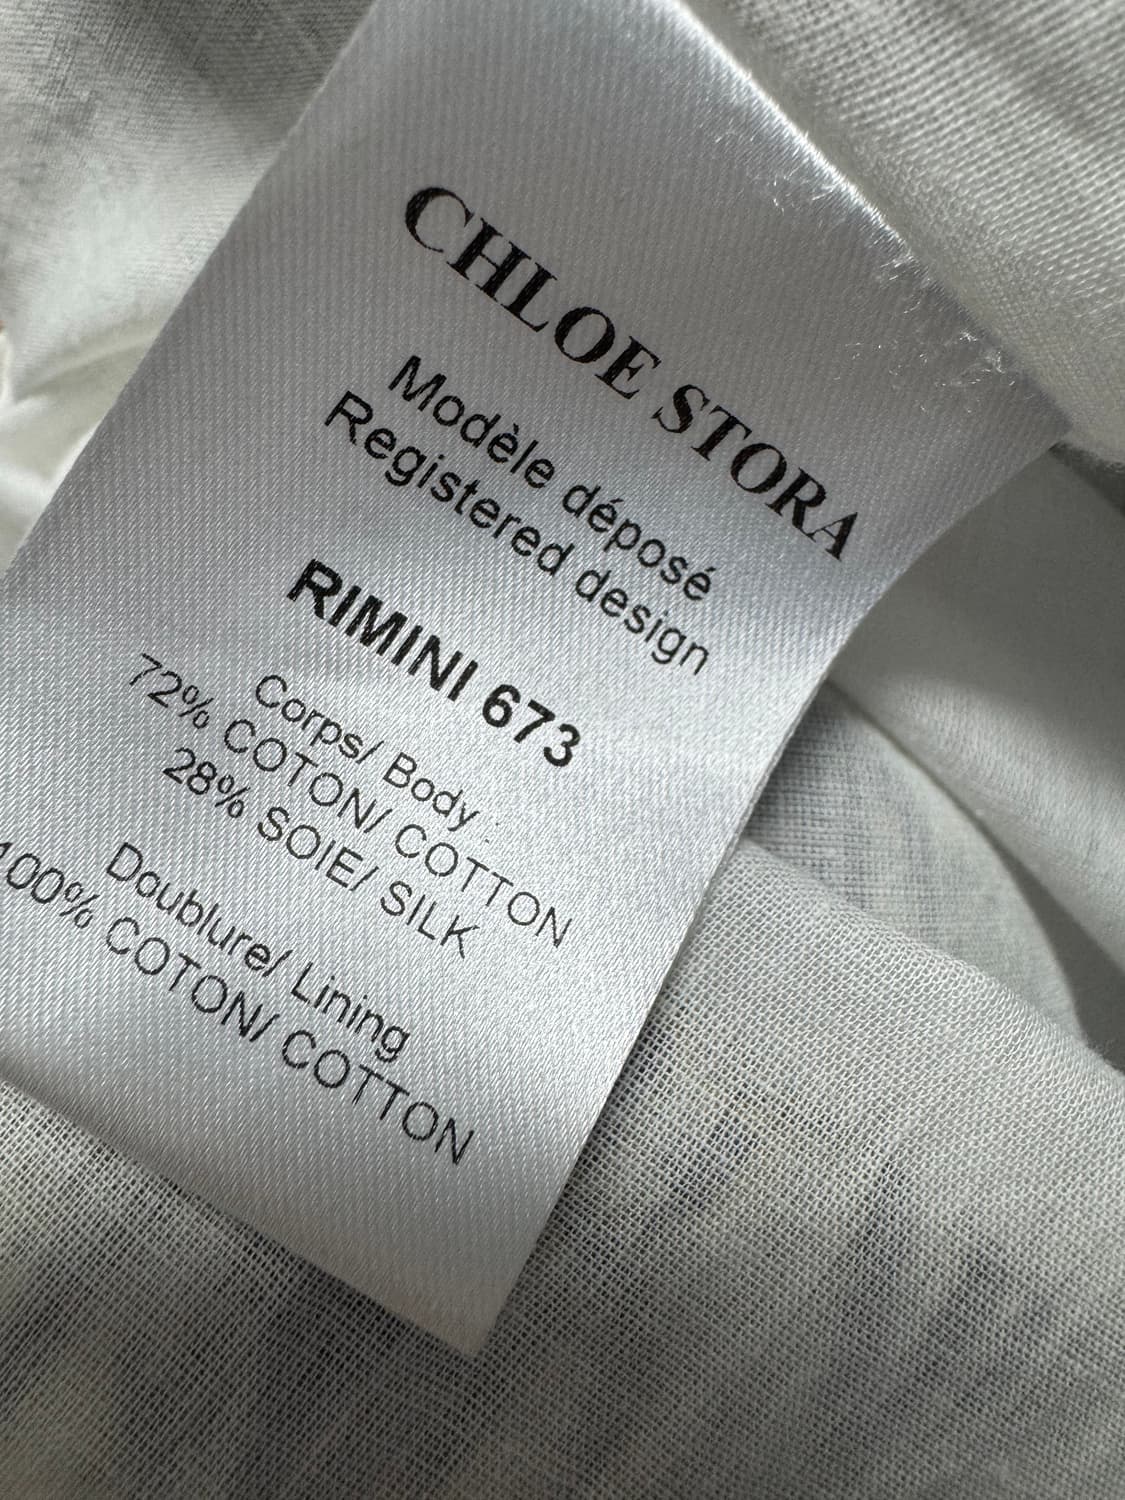 CHLOE STORA
Modèle déposé
Registered design
RIMINI 673
Corps/ Body :
72% COTON/ COTTON
28% SOIE/ SILK
Doublure/ Lining
100% COTON/ COTTON